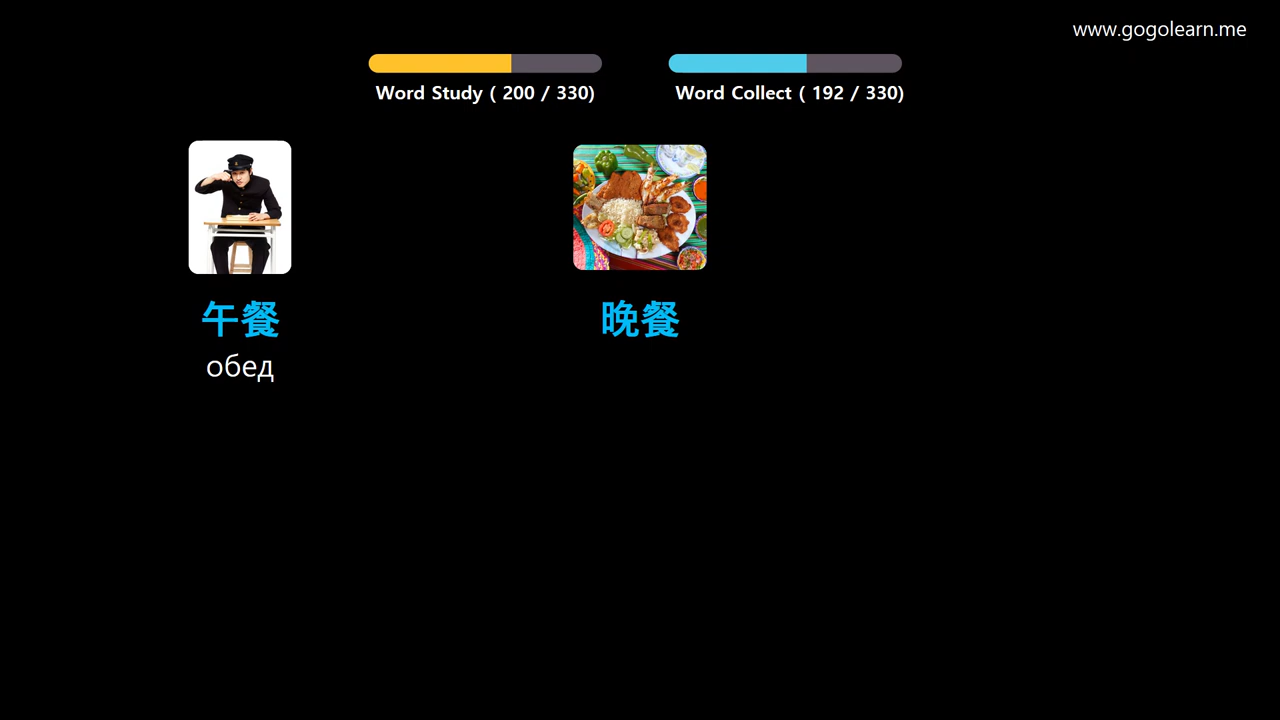 www.gogolearn.me
Word Study ( 200 / 330)
Word Collect ( 192 / 330)
午餐
晚餐
обед